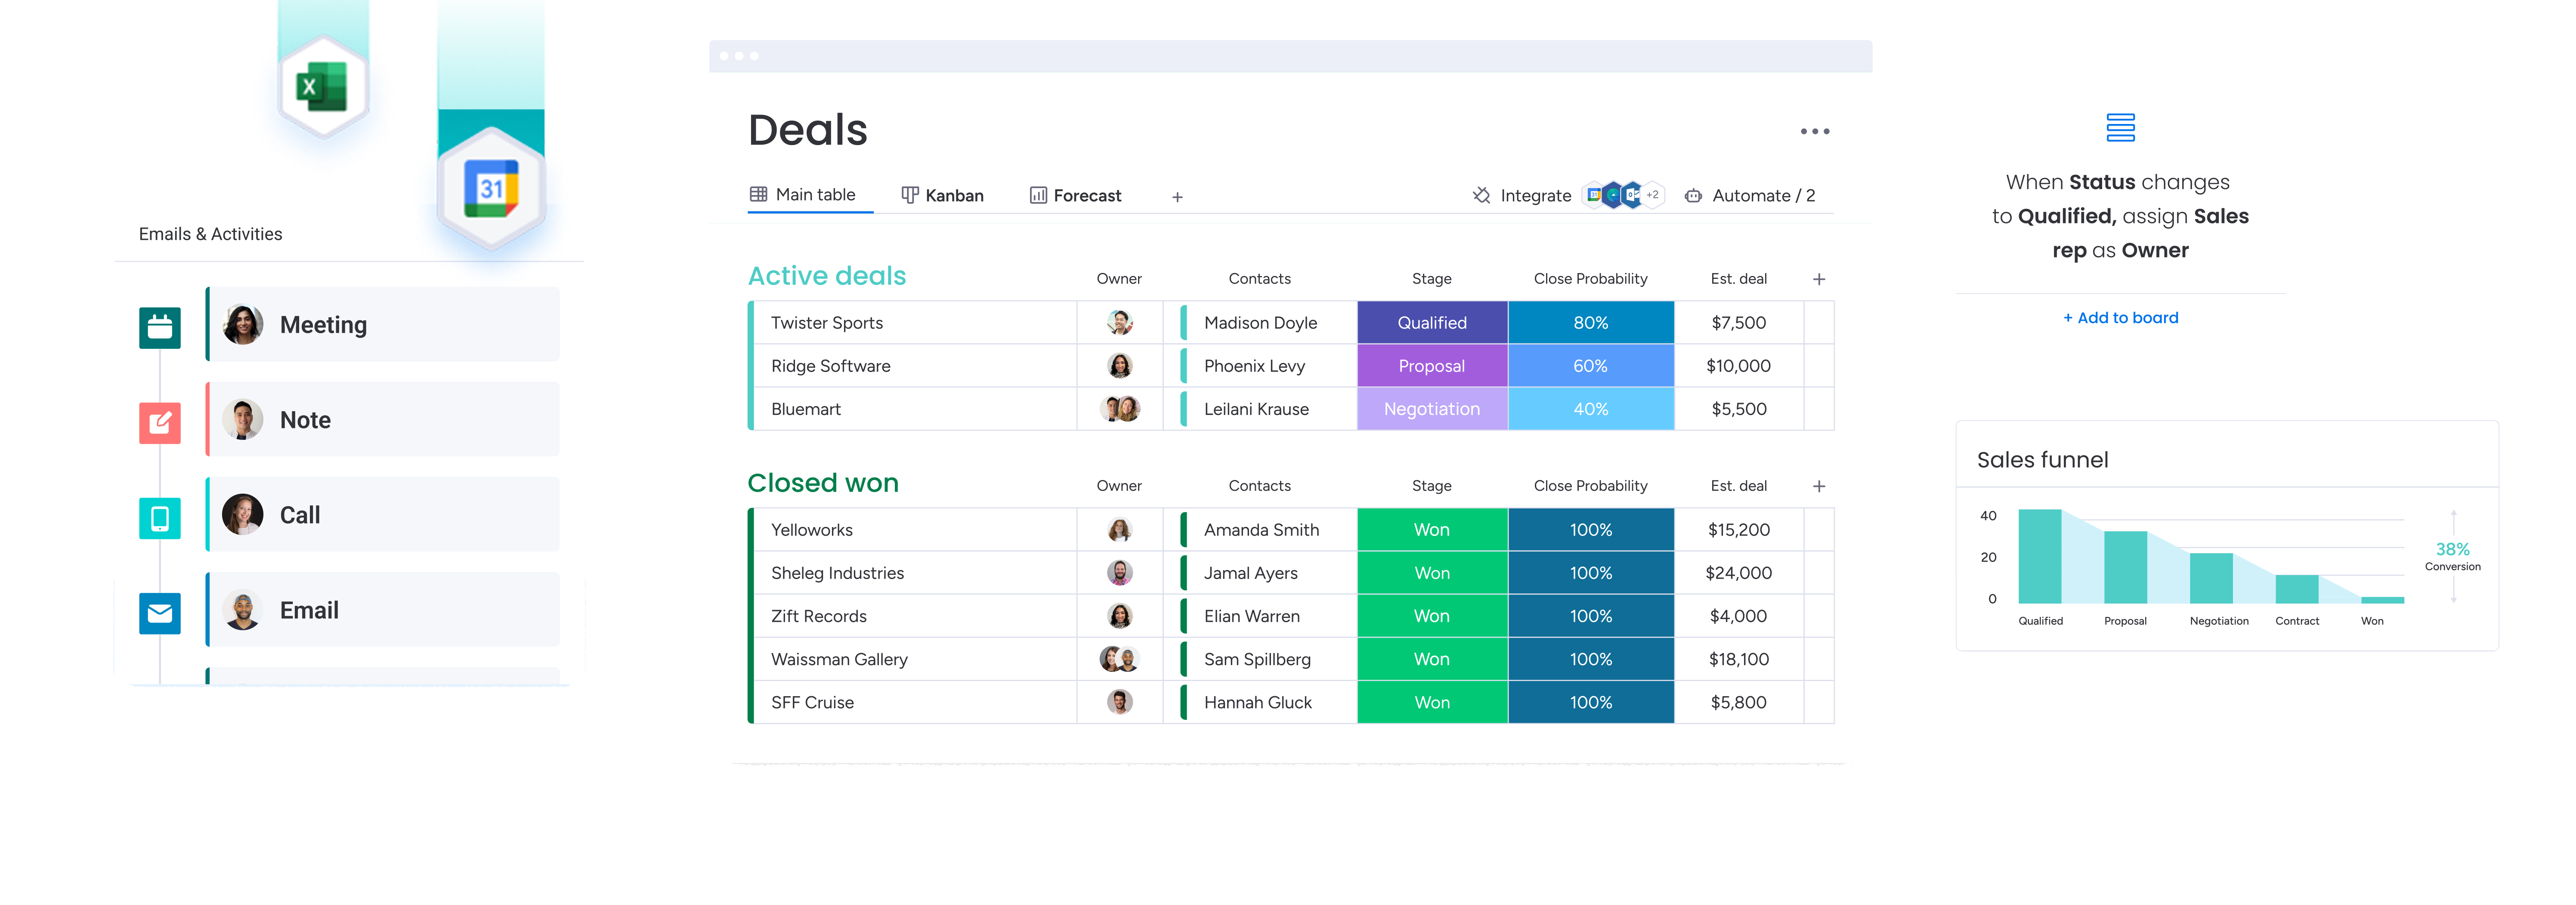 X
31
Emails & Activities
Meeting
Note
Call
Email
Deals
Main table
Kanban
Forecast
+
Integrate
+2
Automate / 2
Active deals Owner Contacts Stage Close Probability Est. deal +
Twister Sports Madison Doyle Qualified 80% $7,500
Ridge Software Phoenix Levy Proposal 60% $10,000
Bluemart Leilani Krause Negotiation 40% $5,500
Closed won Owner Contacts Stage Close Probability Est. deal +
Yelloworks Amanda Smith Won 100% $15,200
Sheleg Industries Jamal Ayers Won 100% $24,000
Zift Records Elian Warren Won 100% $4,000
Waissman Gallery Sam Spillberg Won 100% $18,100
SFF Cruise Hannah Gluck Won 100% $5,800
When Status changes
to Qualified, assign Sales
rep as Owner
+ Add to board
Sales funnel
40
20
0
Qualified Proposal Negotiation Contract Won
38%
Conversion